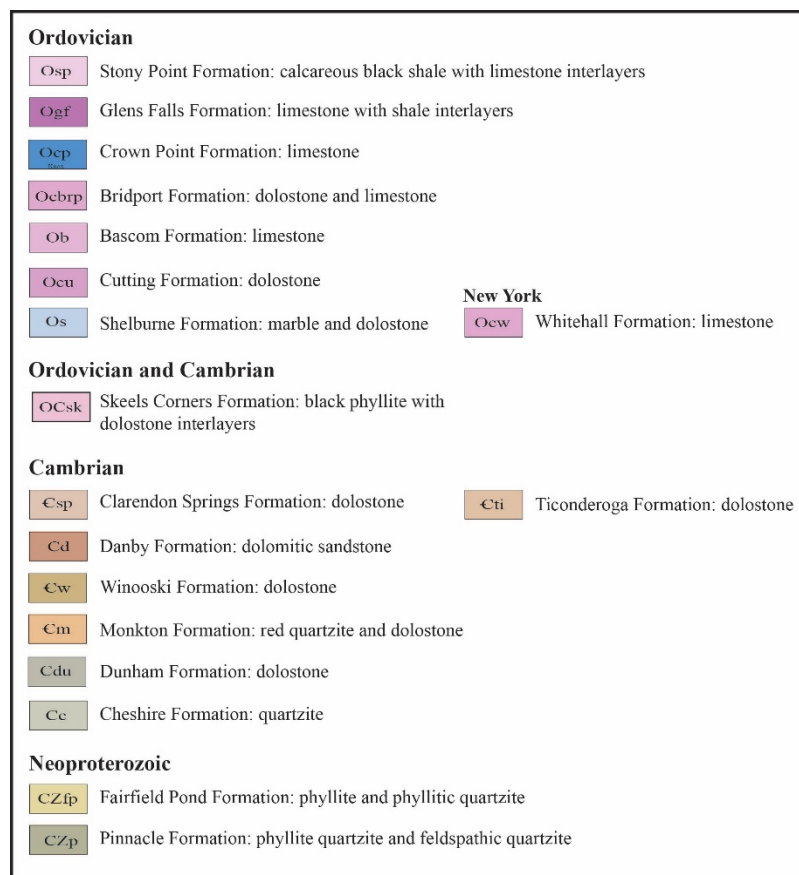 Ordovician
Osp Stony Point Formation: calcareous black shale with limestone interlayers
Ogf Glens Falls Formation: limestone with shale interlayers
Ocp Crown Point Formation: limestone
Ocbrp Bridport Formation: dolostone and limestone
Ob Bascom Formation: limestone
Ocu Cutting Formation: dolostone
New York
Os Shelburne Formation: marble and dolostone Ocw Whitehall Formation: limestone
Ordovician and Cambrian
OCsk Skeels Corners Formation: black phyllite with
dolostone interlayers
Cambrian
Єsp Clarendon Springs Formation: dolostone Єti Ticonderoga Formation: dolostone
Cd Danby Formation: dolomitic sandstone
Єw Winooski Formation: dolostone
Єm Monkton Formation: red quartzite and dolostone
Cdu Dunham Formation: dolostone
Cc Cheshire Formation: quartzite
Neoproterozoic
CZfp Fairfield Pond Formation: phyllite and phyllitic quartzite
CZp Pinnacle Formation: phyllite quartzite and feldspathic quartzite